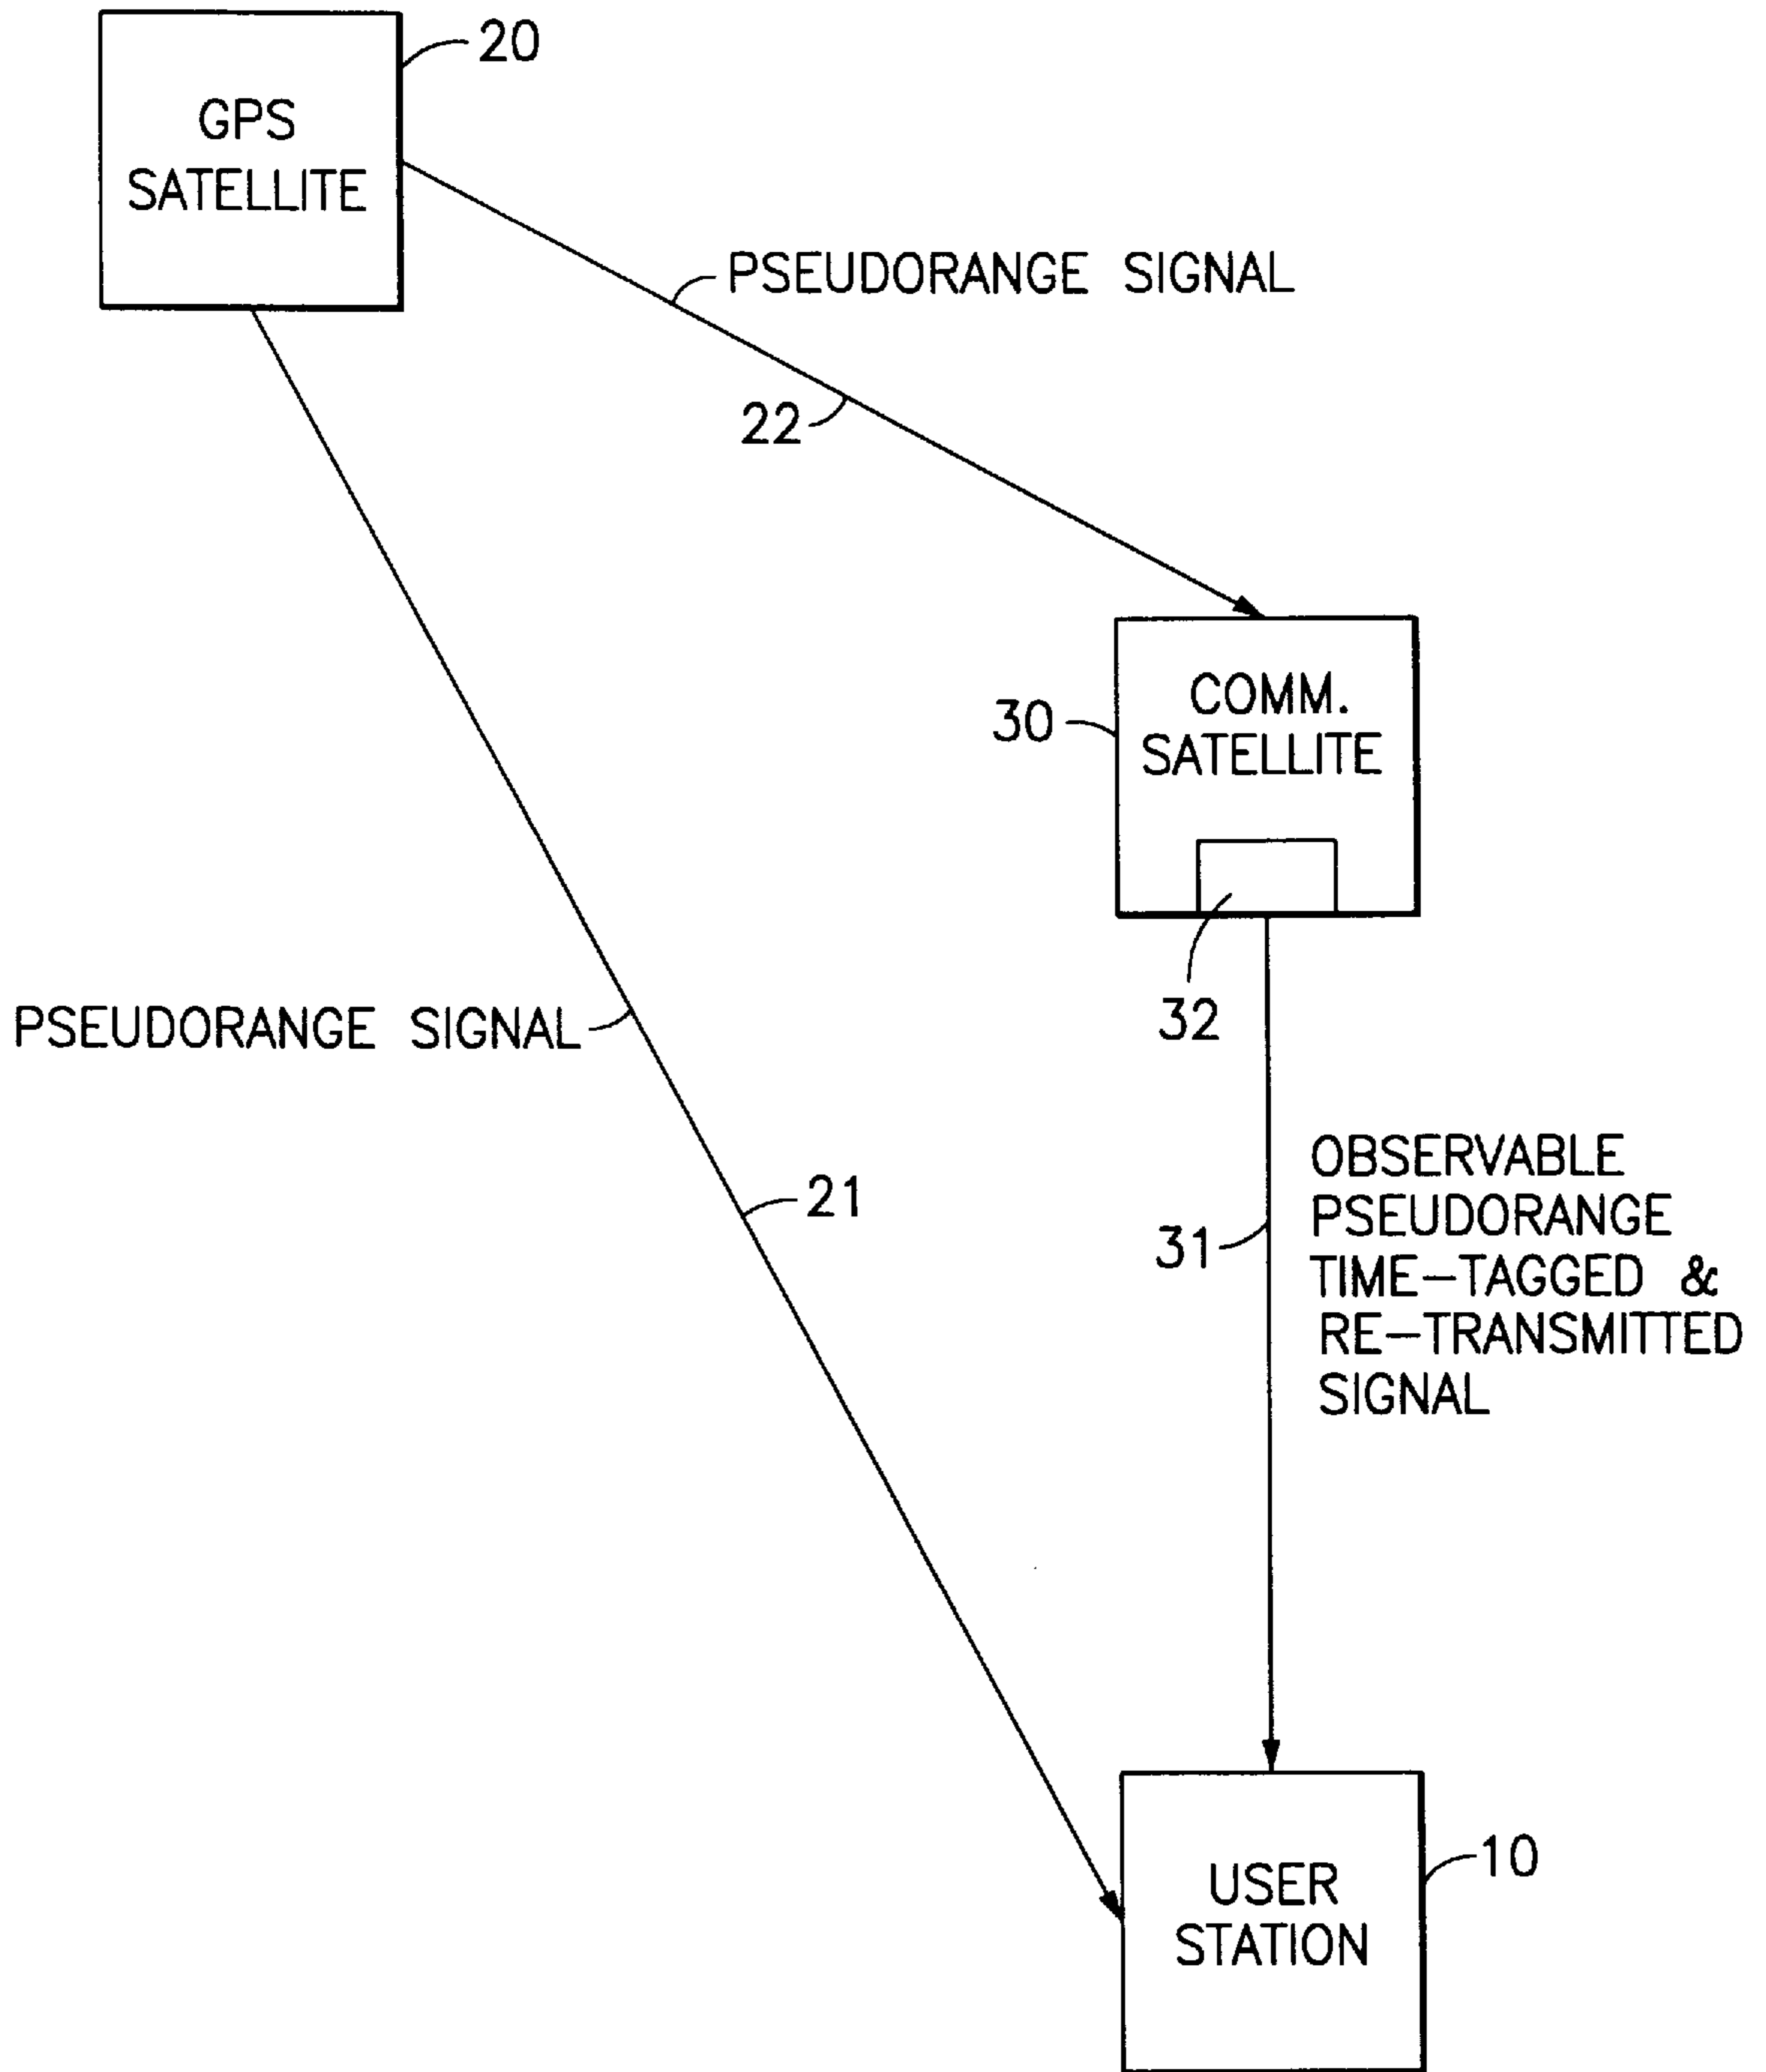 20
GPS
SATELLITE
PSEUDORANGE SIGNAL
22
COMM.
SATELLITE
30
32
PSEUDORANGE SIGNAL
21
31
OBSERVABLE
PSEUDORANGE
TIME-TAGGED &
RE-TRANSMITTED
SIGNAL
10
USER
STATION